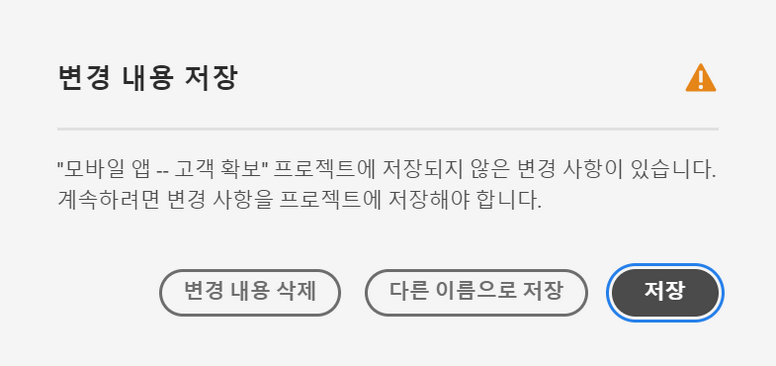 변경 내용 저장
"모바일 앱 -- 고객 확보" 프로젝트에 저장되지 않은 변경 사항이 있습니다.
계속하려면 변경 사항을 프로젝트에 저장해야 합니다.
변경 내용 삭제
다른 이름으로 저장
저장